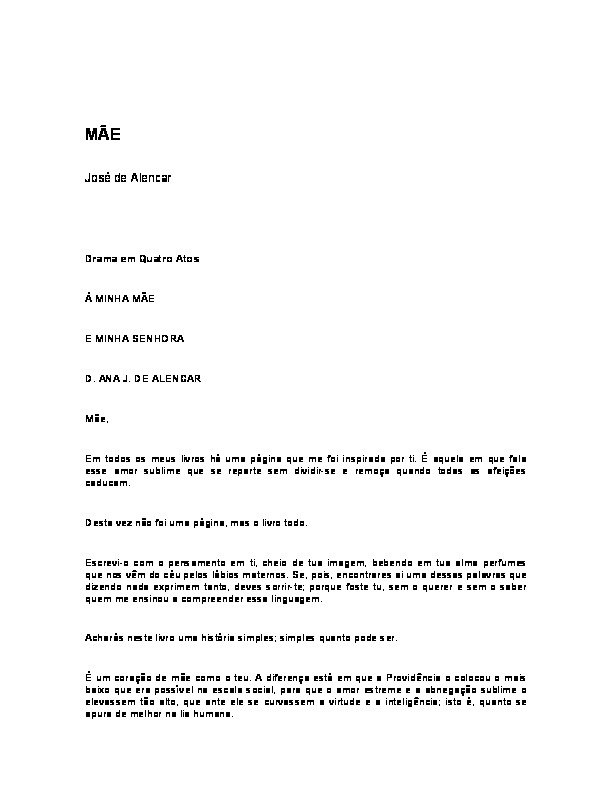 MÃE
José de Alencar
Drama em Quatro Atos
À MINHA MÃE
E MINHA SENHORA
D. ANA J. DE ALENCAR
Mãe,
Em todos os meus livros há uma página que me foi inspirada por ti. É aquela em que fala
esse amor sublime que se reparte sem dividir-se e remoça quando todas as afeições
caducam.
Desta vez não foi uma página, mas o livro todo.
Escrevi-o com o pensamento em ti, cheio de tua imagem, bebendo em tua alma perfumes
que nos vêm do céu pelos lábios maternos. Se, pois, encontrares aí uma dessas palavras que
dizendo nada exprimem tanto, deves sorrir-te; porque foste tu, sem o querer e sem o saber
quem me ensinou a compreender essa linguagem.
Acharás neste livro uma história simples; simples quanto pode ser.
É um coração de mãe como o teu. A diferença está em que a Providência o colocou o mais
baixo que era possível na escala social, para que o amor estreme e a abnegação sublime o
elevassem tão alto, que ante ele se curvassem a virtude e a inteligência; isto é, quanto se
apura de melhor na lia humana.